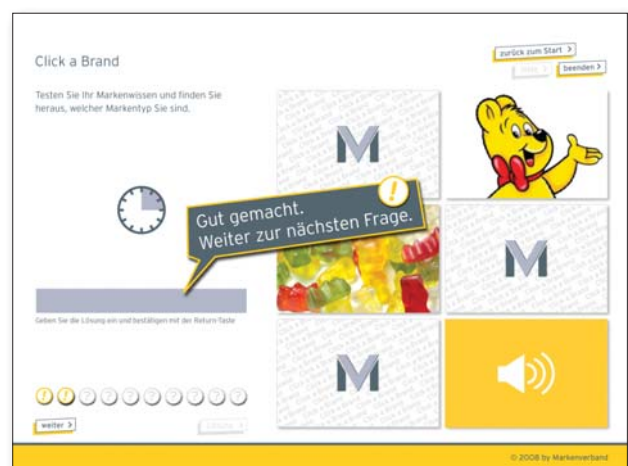 Click a Brand
zurück zum Start >
beenden >
Testen Sie Ihr Markenwissen und finden Sie
heraus, welcher Markentyp Sie sind.
M
!
Gut gemacht.
Weiter zur nächsten Frage.
M
Geben Sie die Lösung ein und bestätigen mit der Return-Taste
M
! ! ? ? ? ? ? ? ? ?
weiter >
© 2008 by Markenverband